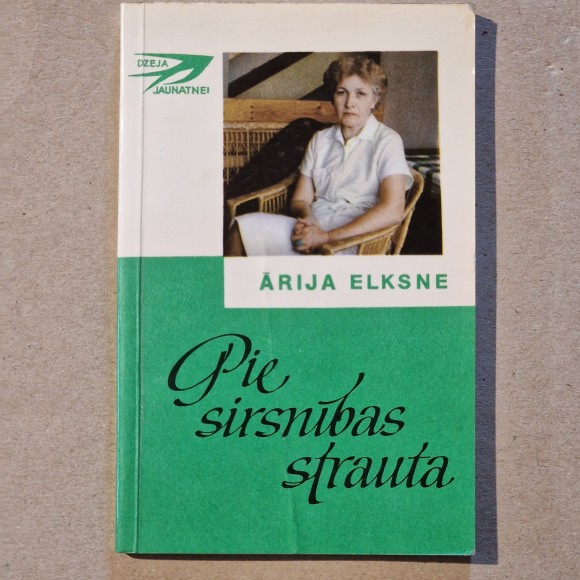 DZEJA
JAUNATNEI
ĀRIJA ELKSNE
Pie
sirsnības
strauta